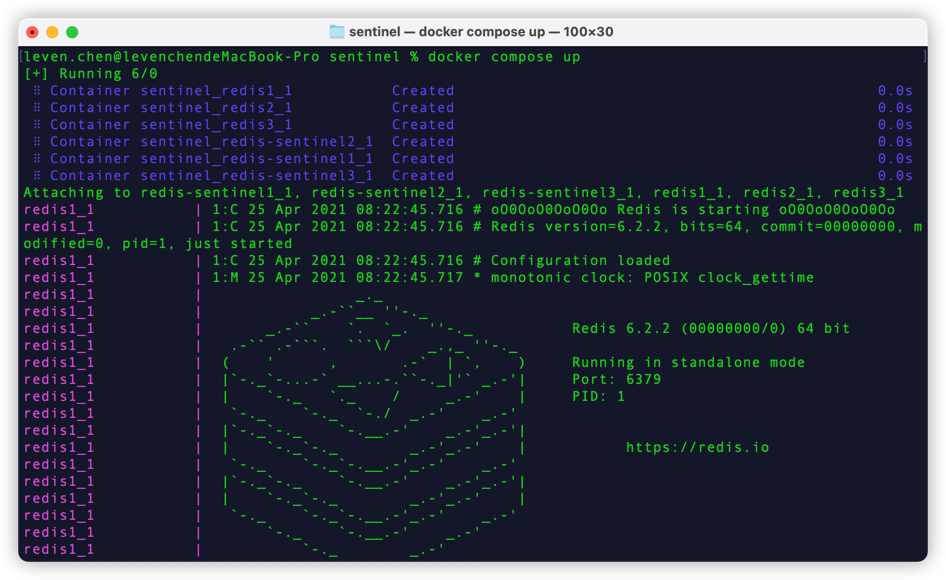 sentinel — docker compose up — 100×30
[leven.chen@levenchendeMacBook-Pro sentinel % docker compose up ]
[+] Running 6/0
⠿ Container sentinel_redis1_1 Created 0.0s
⠿ Container sentinel_redis2_1 Created 0.0s
⠿ Container sentinel_redis3_1 Created 0.0s
⠿ Container sentinel_redis-sentinel2_1 Created 0.0s
⠿ Container sentinel_redis-sentinel1_1 Created 0.0s
⠿ Container sentinel_redis-sentinel3_1 Created 0.0s
Attaching to redis-sentinel1_1, redis-sentinel2_1, redis-sentinel3_1, redis1_1, redis2_1, redis3_1
redis1_1 | 1:C 25 Apr 2021 08:22:45.716 # oO0OoO0OoO0Oo Redis is starting oO0OoO0OoO0Oo
redis1_1 | 1:C 25 Apr 2021 08:22:45.716 # Redis version=6.2.2, bits=64, commit=00000000, m
odified=0, pid=1, just started
redis1_1 | 1:C 25 Apr 2021 08:22:45.716 # Configuration loaded
redis1_1 | 1:M 25 Apr 2021 08:22:45.717 * monotonic clock: POSIX clock_gettime
redis1_1 |
redis1_1 |
redis1_1 | Redis 6.2.2 (00000000/0) 64 bit
redis1_1 |
redis1_1 | Running in standalone mode
redis1_1 | Port: 6379
redis1_1 | PID: 1
redis1_1 |
redis1_1 |
redis1_1 | https://redis.io
redis1_1 |
redis1_1 |
redis1_1 |
redis1_1 |
redis1_1 |
redis1_1 |